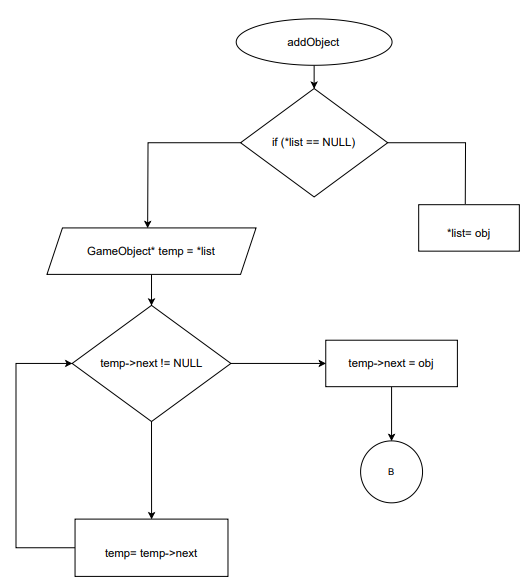 addObject
if (*list == NULL)
*list= obj
GameObject* temp = *list
temp->next != NULL
temp->next = obj
B
temp= temp->next